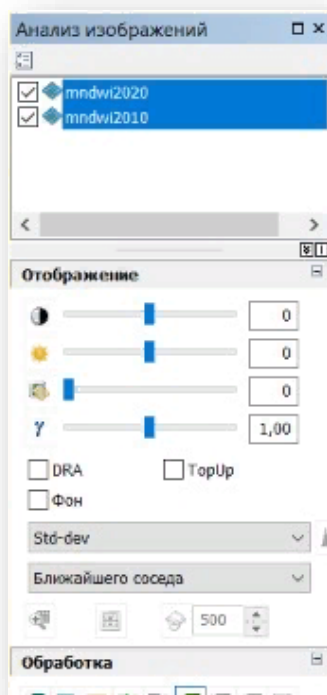 Анализ изображений
mndwi2020
mndwi2010
Отображение
0
0
0
γ 1,00
DRA TopUp
Фон
Std-dev
Ближайшего соседа
500
Обработка